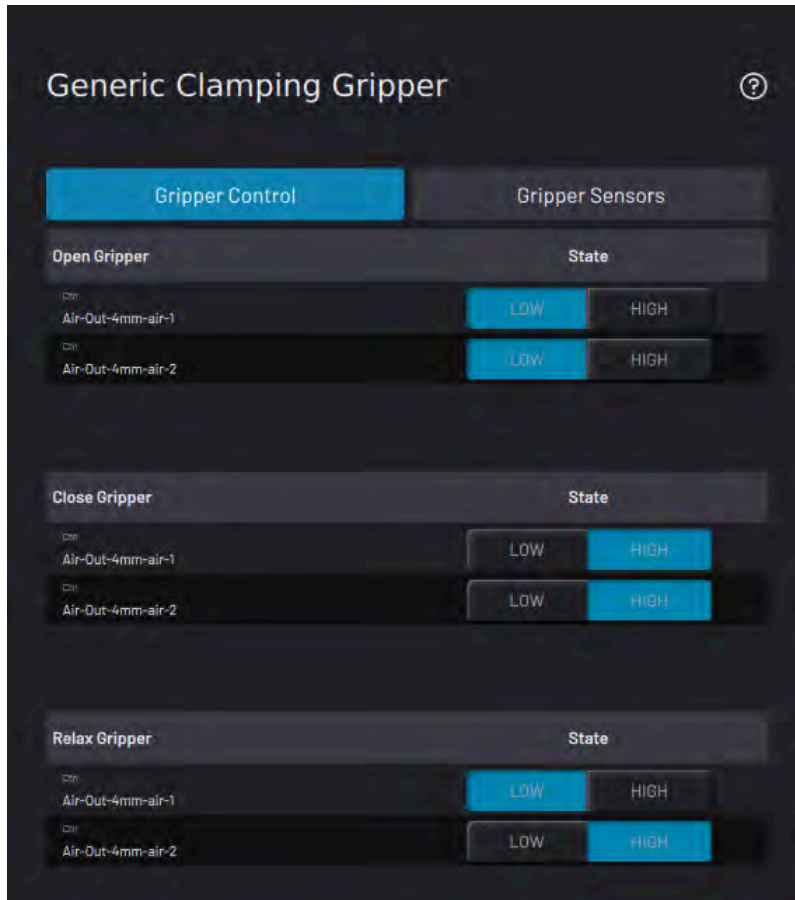 Generic Clamping Gripper ?
Gripper Control Gripper Sensors
Open Gripper State
Air-Out-4mm-air-1 LOW HIGH
Air-Out-4mm-air-2 LOW HIGH
Close Gripper State
Air-Out-4mm-air-1 LOW HIGH
Air-Out-4mm-air-2 LOW HIGH
Relax Gripper State
Air-Out-4mm-air-1 LOW HIGH
Air-Out-4mm-air-2 LOW HIGH